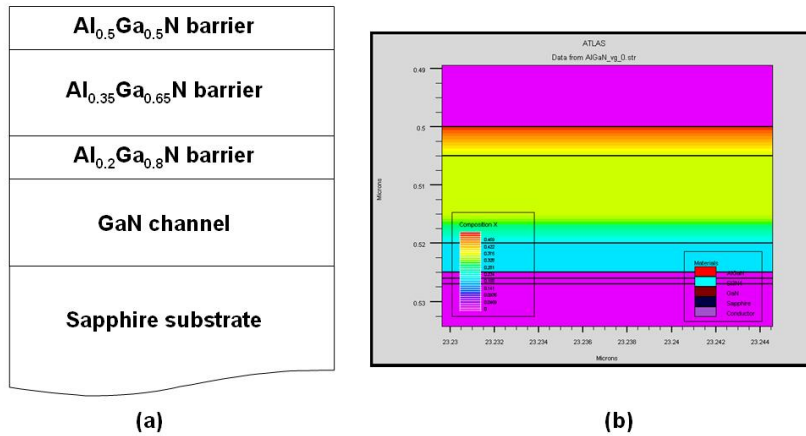 Al0.5Ga0.5N barrier
Al0.35Ga0.65N barrier
Al0.2Ga0.8N barrier
GaN channel
Sapphire substrate
(a)
ATLAS
Data from AlGaN_vg_0.str
Microns
0.49
0.5
0.51
0.52
0.53
Composition X
0
Materials
AlGaN
GaN
Sapphire
Conductor
23.23
23.232
23.234
23.236
23.238
23.24
23.242
23.244
Microns
(b)